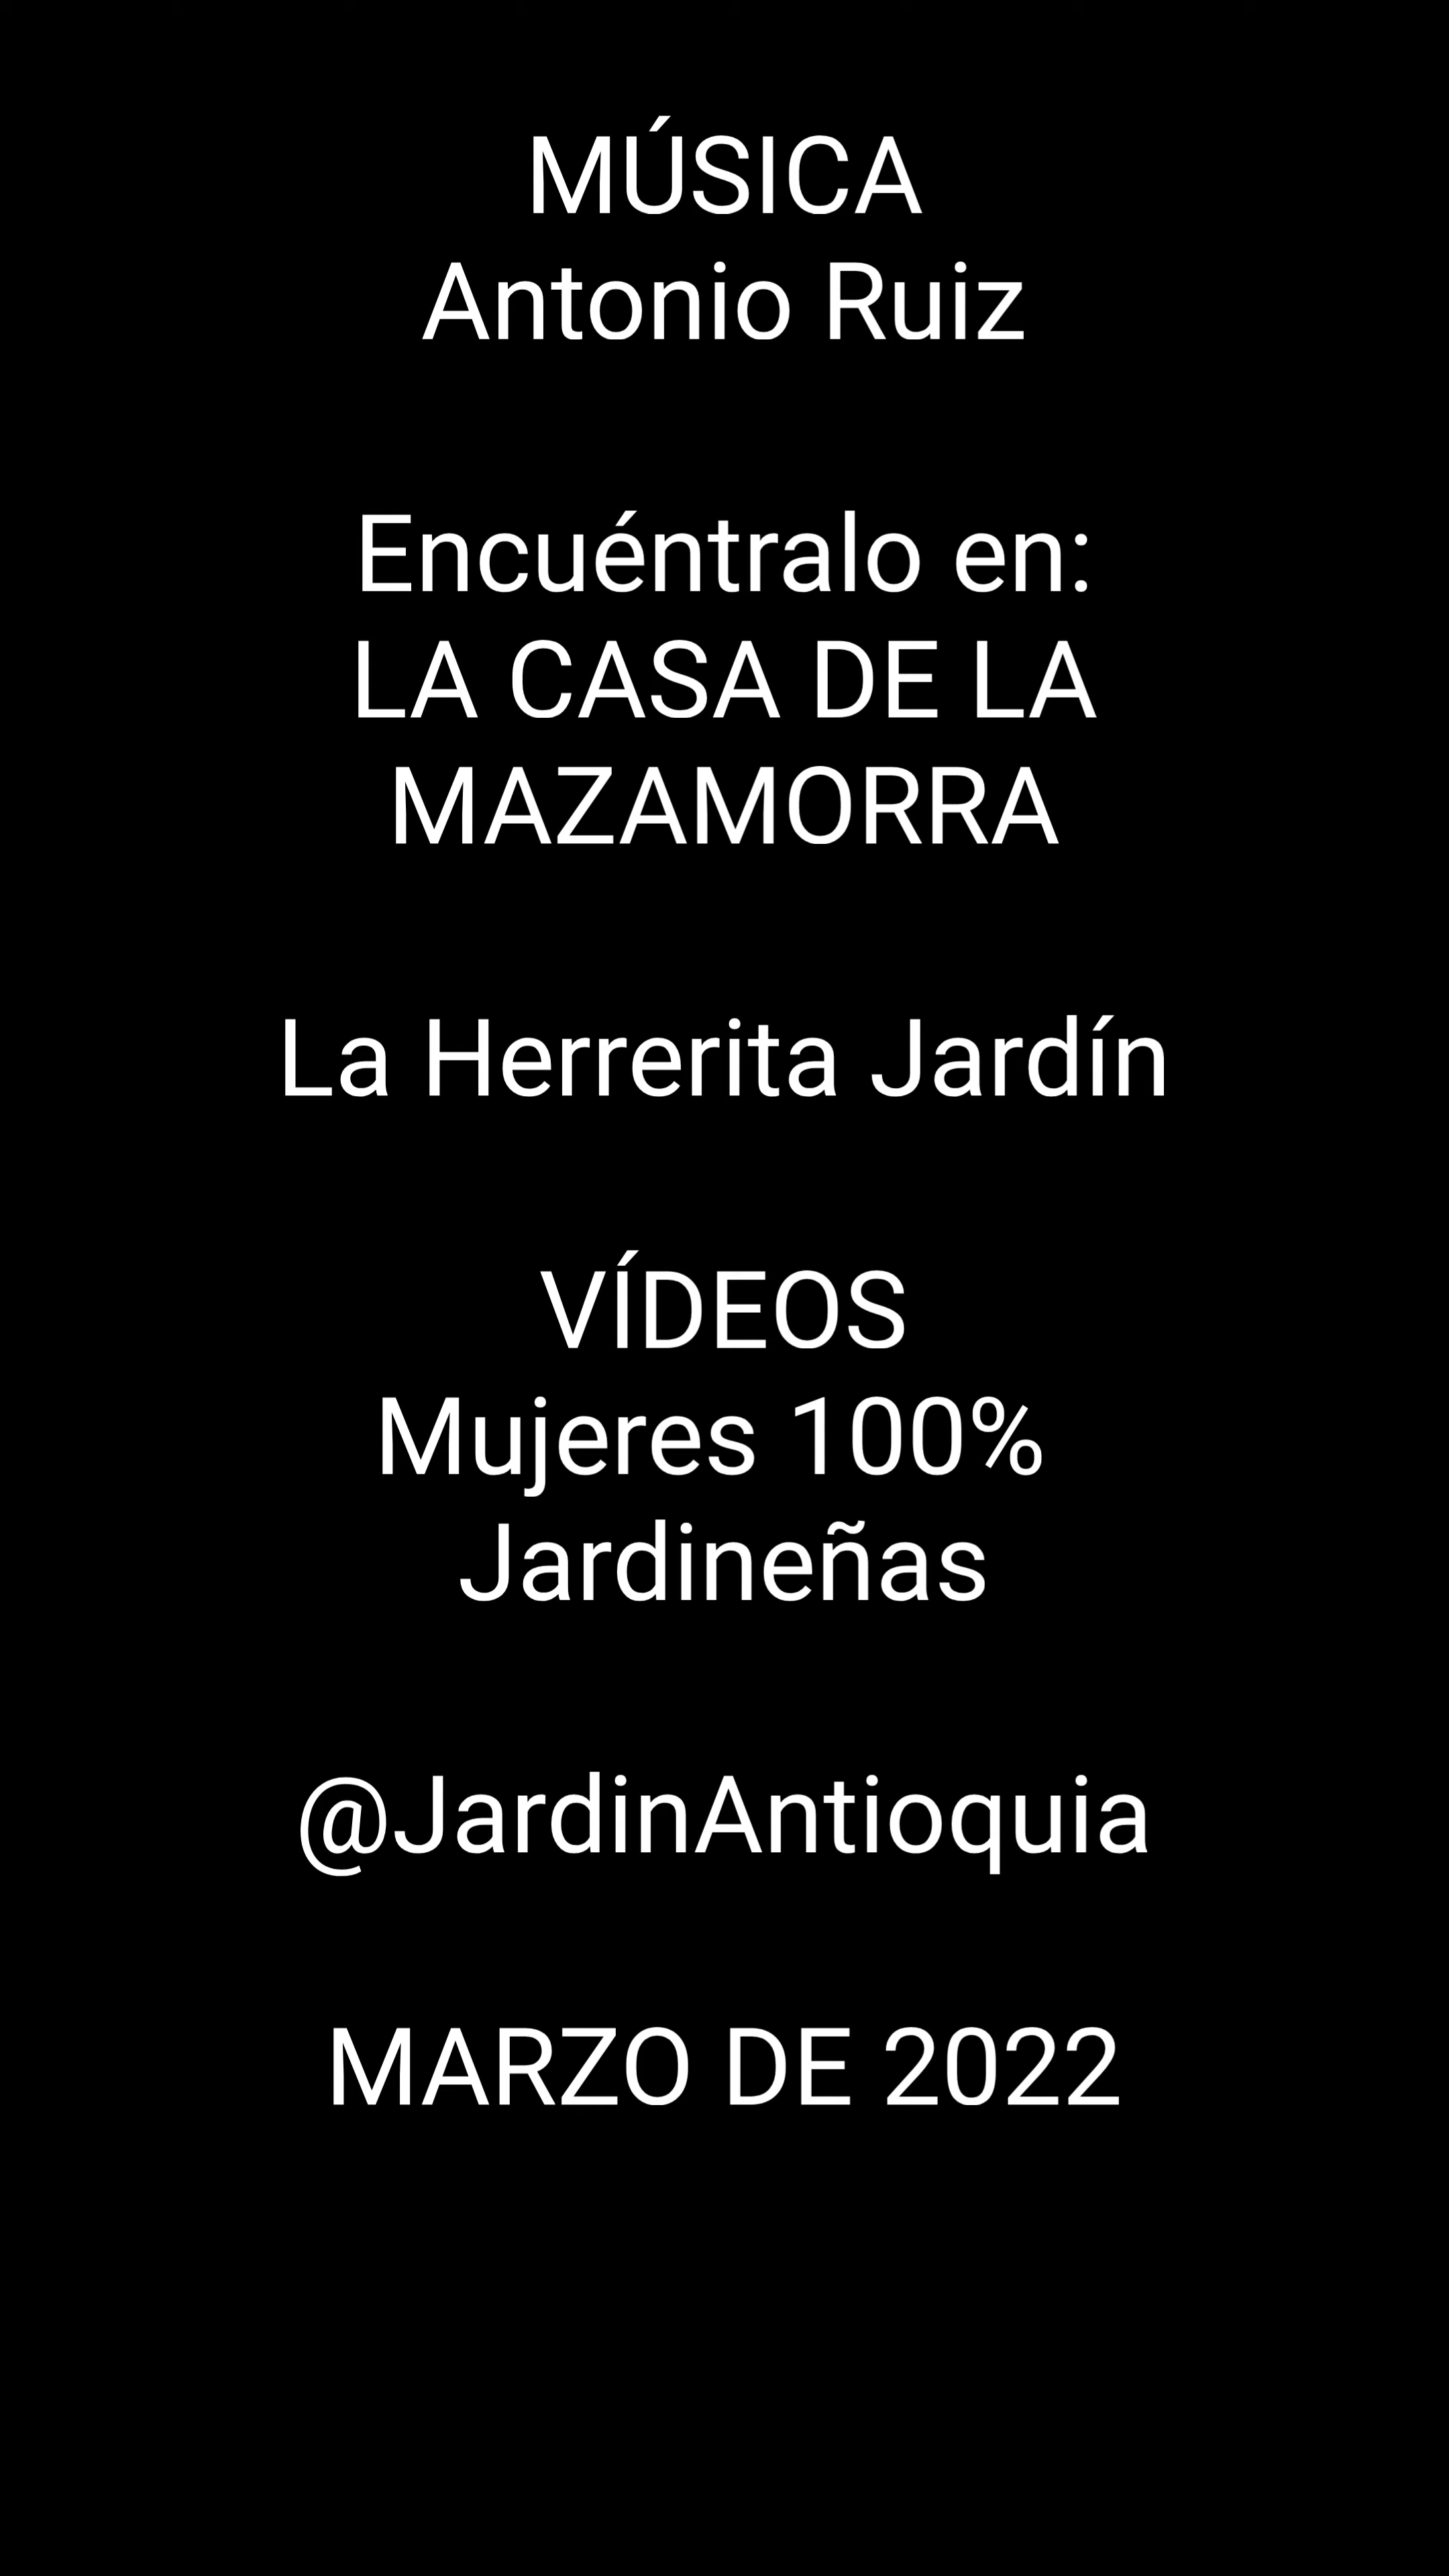 MÚSICA
Antonio Ruiz
Encuéntralo en:
LA CASA DE LA
MAZAMORRA
La Herrerita Jardín
VÍDEOS
Mujeres 100%
Jardineñas
@JardinAntioquia
MARZO DE 2022